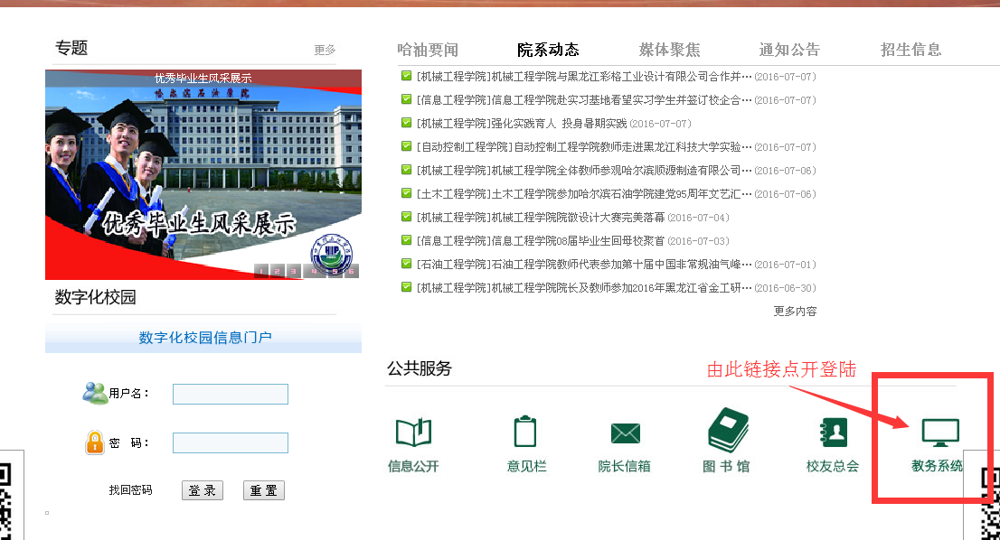 专题
更多
优秀毕业生风采展示
哈尔滨石油学院
优秀毕业生风采展示
1 2 3 4 5 6
数字化校园
数字化校园信息门户
用户名：
密 码：
找回密码
登 录
重 置
哈油要闻
院系动态
媒体聚焦
通知公告
招生信息
[机械工程学院]机械工程学院与黑龙江彩格工业设计有限公司合作并…(2016-07-07)
[信息工程学院]信息工程学院赴实习基地看望实习学生并签订校企合…(2016-07-07)
[机械工程学院]强化实践育人 投身暑期实践(2016-07-07)
[自动控制工程学院]自动控制工程学院教师走进黑龙江科技大学实验…(2016-07-07)
[机械工程学院]机械工程学院全体教师参观哈尔滨顺源制造有限公司…(2016-07-06)
[土木工程学院]土木工程学院参加哈尔滨石油学院建党95周年文艺汇…(2016-07-06)
[机械工程学院]机械工程学院院徽设计大赛完美落幕(2016-07-04)
[信息工程学院]信息工程学院08届毕业生回母校聚首(2016-07-03)
[石油工程学院]石油工程学院教师代表参加第十届中国非常规油气峰…(2016-07-01)
[机械工程学院]机械工程学院院长及教师参加2016年黑龙江省金工研…(2016-06-30)
更多内容
公共服务
由此链接点开登陆
信息公开
意见栏
院长信箱
图 书 馆
校友总会
教务系统